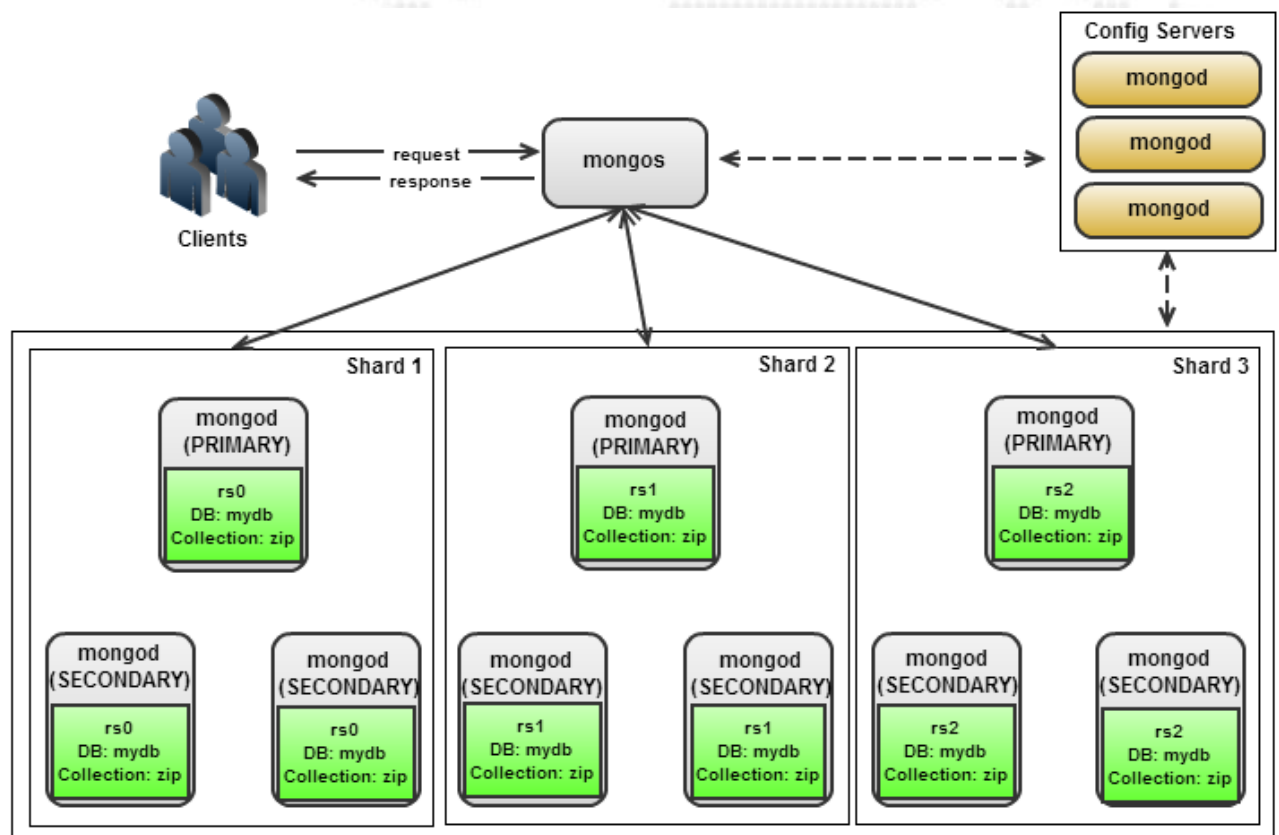 Config Servers
mongod
mongod
mongod
request
response
mongos
Clients
Shard 1
mongod
(PRIMARY)
rs0
DB: mydb
Collection: zip
mongod
(SECONDARY)
rs0
DB: mydb
Collection: zip
mongod
(SECONDARY)
rs0
DB: mydb
Collection: zip
Shard 2
mongod
(PRIMARY)
rs1
DB: mydb
Collection: zip
mongod
(SECONDARY)
rs1
DB: mydb
Collection: zip
mongod
(SECONDARY)
rs1
DB: mydb
Collection: zip
Shard 3
mongod
(PRIMARY)
rs2
DB: mydb
Collection: zip
mongod
(SECONDARY)
rs2
DB: mydb
Collection: zip
mongod
(SECONDARY)
rs2
DB: mydb
Collection: zip